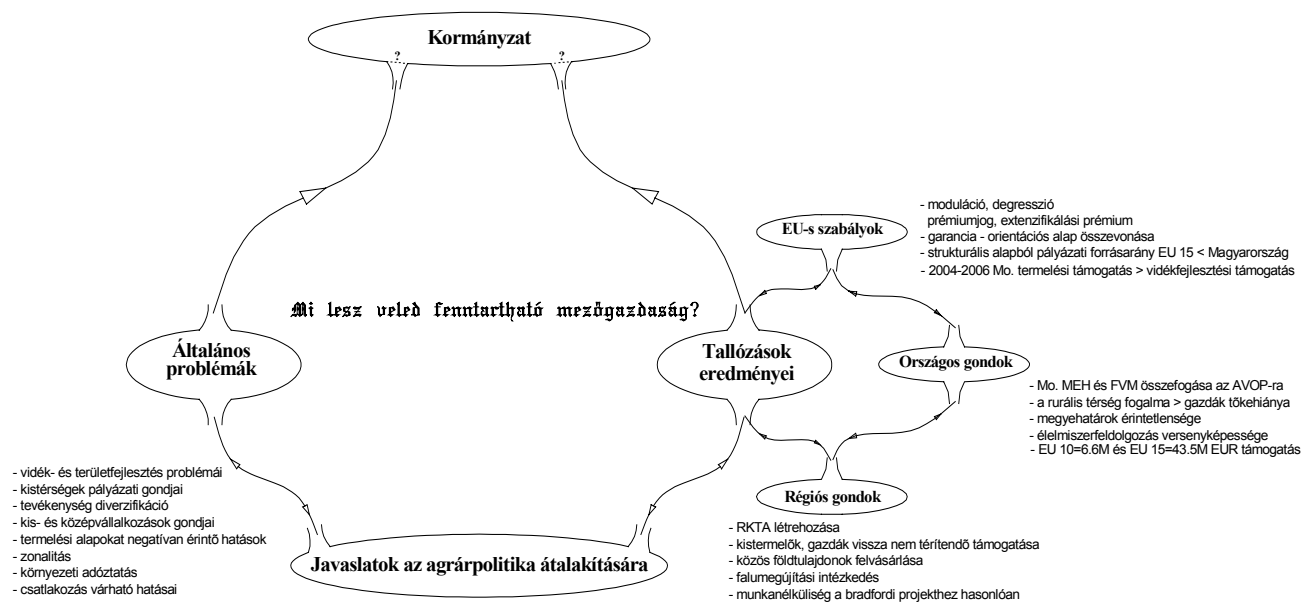 Kormányzat
?
?
- moduláció, degresszió
prémiumjog, extenzifikálási prémium
- garancia - orientációs alap összevonása
- strukturális alapból pályázati forrásarány EU 15 < Magyarország
- 2004-2006 Mo. termelési támogatás > vidékfejlesztési támogatás
EU-s szabályok
Mi lesz veled fenntartható mezőgazdaság?
Általános
problémák
Tallózások
eredményei
Országos gondok
- Mo. MEH és FVM összefogása az AVOP-ra
- a rurális térség fogalma > gazdák tőkehiánya
- megyehatárok érintetlensége
- élelmiszerfeldolgozás versenyképessége
- EU 10=6.6M és EU 15=43.5M EUR támogatás
Régiós gondok
- RKTA létrehozása
- kistermelők, gazdák vissza nem térítendő támogatása
- közös földtulajdonok felvásárlása
- falumegújítási intézkedés
- munkanélküliség a bradfordi projekthez hasonlóan
- vidék- és területfejlesztés problémái
- kistérségek pályázati gondjai
- tevékenység diverzifikáció
- kis- és középvállalkozások gondjai
- termelési alapokat negatívan érintő hatások
- zonalitás
- környezeti adóztatás
- csatlakozás várható hatásai
Javaslatok az agrárpolitika átalakítására